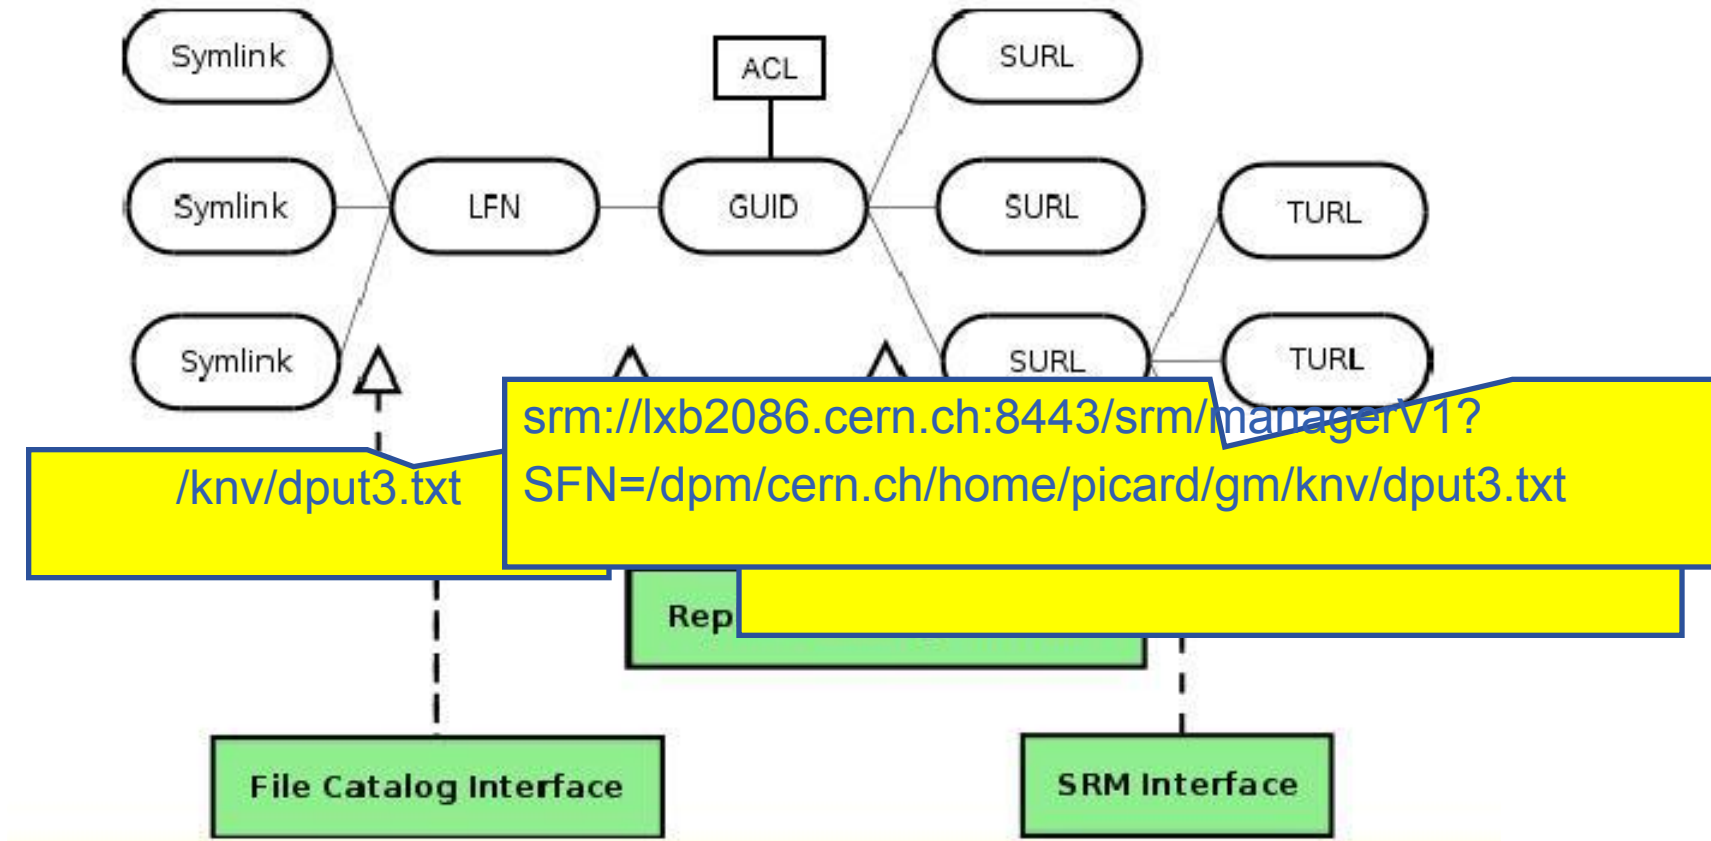 Symlink
ACL
SURL
Symlink
LFN
GUID
SURL
TURL
Symlink
SURL
TURL
srm://lxb2086.cern.ch:8443/srm/managerV1?
/knv/dput3.txt
SFN=/dpm/cern.ch/home/picard/gm/knv/dput3.txt
Rep
File Catalog Interface
SRM Interface